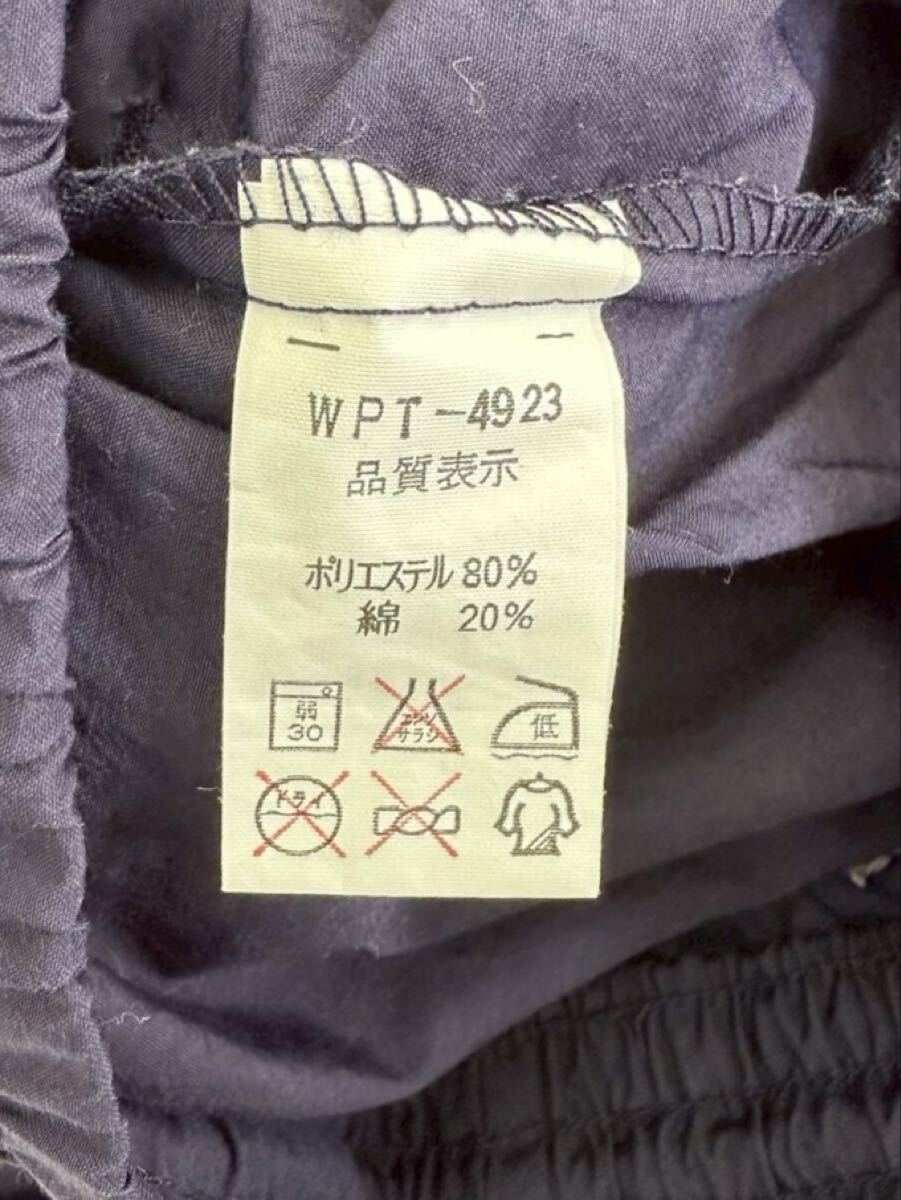 WPT-4923
品質表示
ポリエステル 80%
綿 20%
弱
30
エンソ
サラシ
低
ドライ